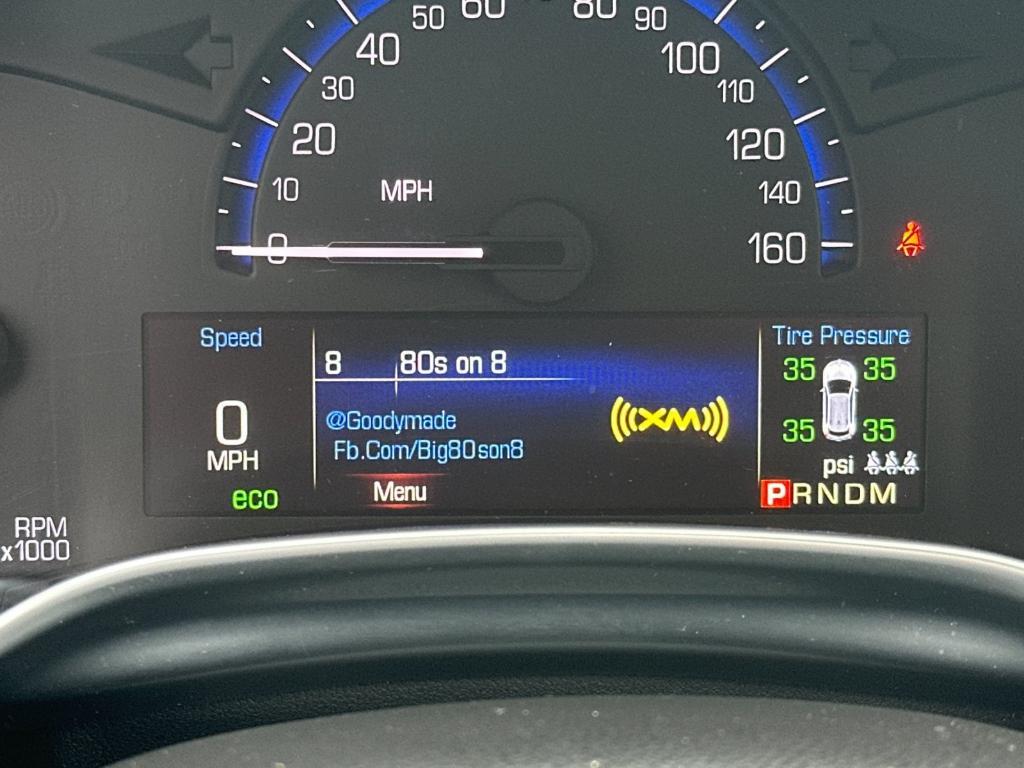 50 60 80 90
40 100
30 110
20 120
10 MPH 140
0 160
Speed
0
MPH
eco
8 80s on 8
@Goodymade
Fb.Com/Big80son8
Menu
((XM))
Tire Pressure
35 35
35 35
psi
PRNDM
RPM
x1000